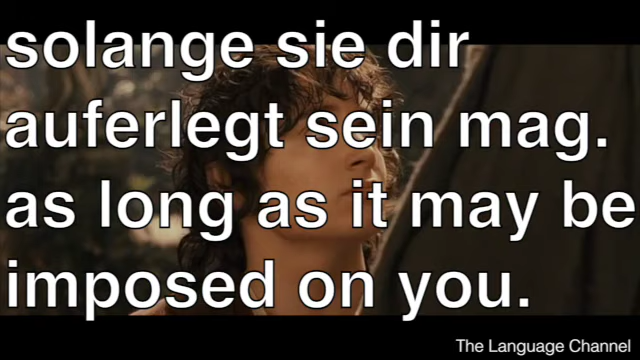 solange sie dir
auferlegt sein mag.
as long as it may be
imposed on you.
The Language Channel